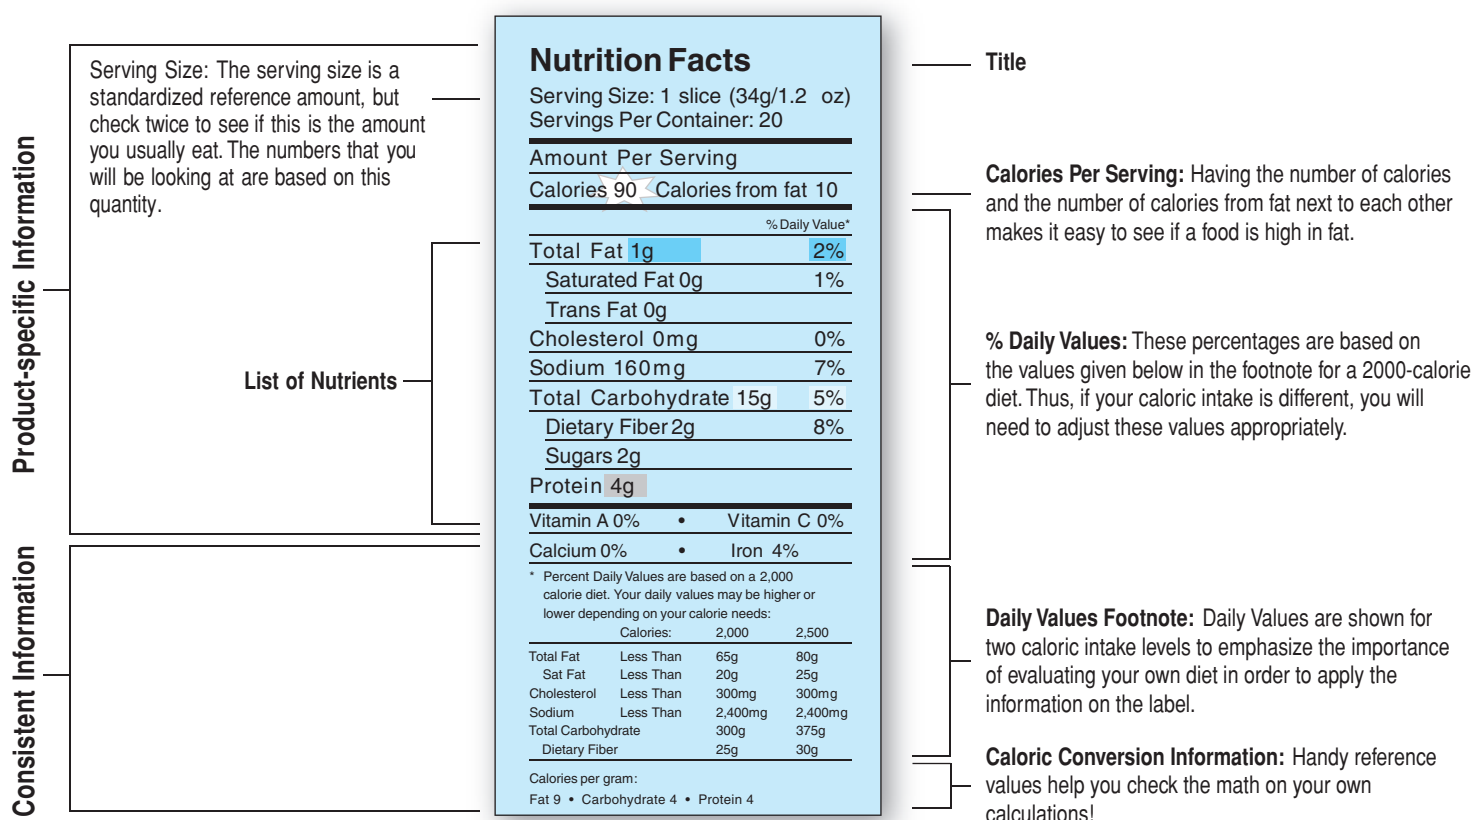 Product-specific Information
Serving Size: The serving size is a
standardized reference amount, but
check twice to see if this is the amount
you usually eat. The numbers that you
will be looking at are based on this
quantity.
List of Nutrients
Consistent Information
Nutrition Facts
Serving Size: 1 slice (34g/1.2 oz)
Servings Per Container: 20
Amount Per Serving
Calories 90 Calories from fat 10
% Daily Value*
Total Fat 1g 2%
Saturated Fat 0g 1%
Trans Fat 0g
Cholesterol 0mg 0%
Sodium 160mg 7%
Total Carbohydrate 15g 5%
Dietary Fiber 2g 8%
Sugars 2g
Protein 4g
Vitamin A 0% • Vitamin C 0%
Calcium 0% • Iron 4%
* Percent Daily Values are based on a 2,000
calorie diet. Your daily values may be higher or
lower depending on your calorie needs:
Calories: 2,000 2,500
Total Fat Less Than 65g 80g
Sat Fat Less Than 20g 25g
Cholesterol Less Than 300mg 300mg
Sodium Less Than 2,400mg 2,400mg
Total Carbohydrate 300g 375g
Dietary Fiber 25g 30g
Calories per gram:
Fat 9 • Carbohydrate 4 • Protein 4
Title
Calories Per Serving: Having the number of calories
and the number of calories from fat next to each other
makes it easy to see if a food is high in fat.
% Daily Values: These percentages are based on
the values given below in the footnote for a 2000-calorie
diet. Thus, if your caloric intake is different, you will
need to adjust these values appropriately.
Daily Values Footnote: Daily Values are shown for
two caloric intake levels to emphasize the importance
of evaluating your own diet in order to apply the
information on the label.
Caloric Conversion Information: Handy reference
values help you check the math on your own
calculations!